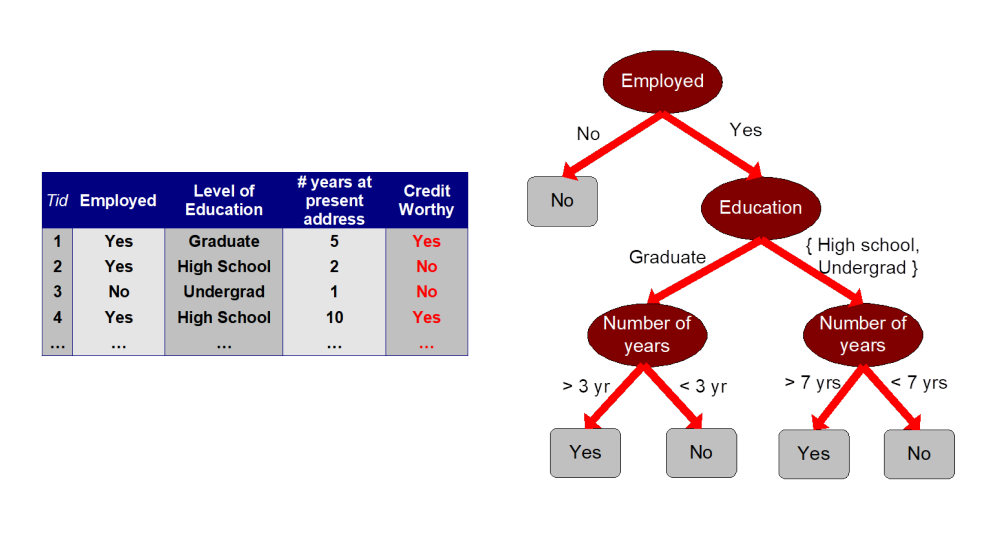 Tid Employed Level of Education # years at present address Credit Worthy
1 Yes Graduate 5 Yes
2 Yes High School 2 No
3 No Undergrad 1 No
4 Yes High School 10 Yes
… … … … …
Employed
No Yes
No
Education
Graduate { High school,
Undergrad }
Number of
years
Number of
years
> 3 yr < 3 yr > 7 yrs < 7 yrs
Yes No Yes No